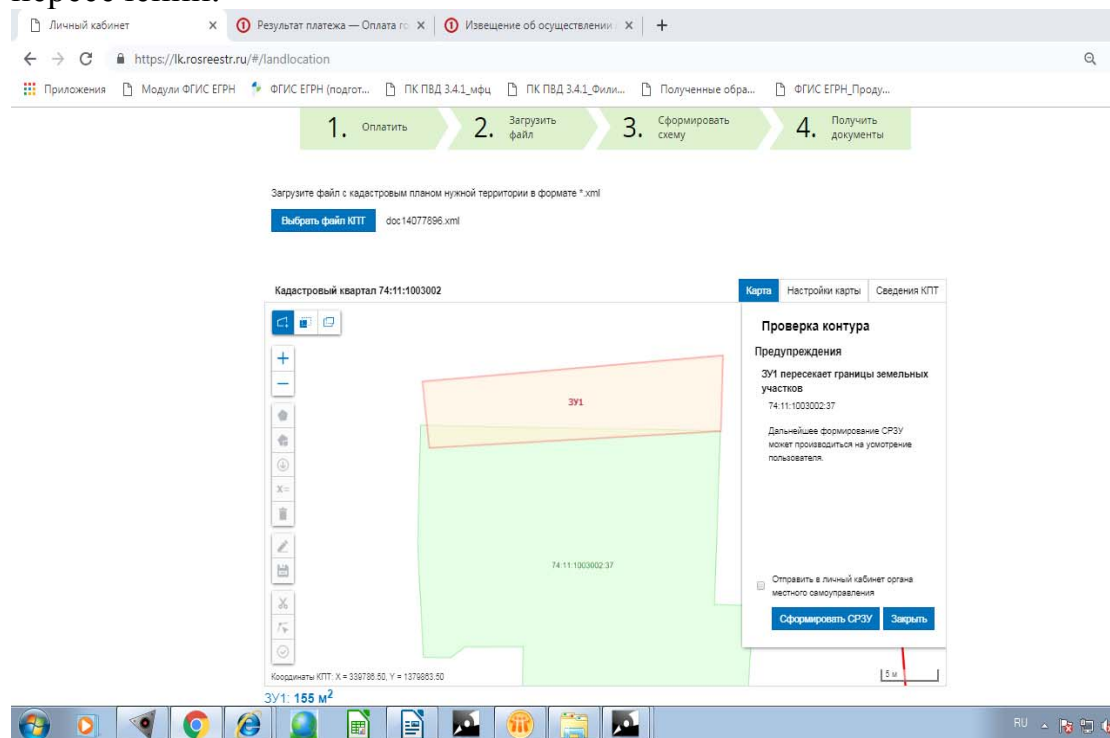 Личный кабинет
Результат платежа — Оплата го
Извещение об осуществлении
https://lk.rosreestr.ru/#/landlocation
Приложения
Модули ФГИС ЕГРН
ФГИС ЕГРН (подгот...
ПК ПВД 3.4.1_мфц
ПК ПВД 3.4.1_Фили...
Полученные обра...
ФГИС ЕГРН_Проду...
1. Оплатить
2. Загрузить файл
3. Сформировать схему
4. Получить документы
Загрузите файл с кадастровым планом нужной территории в формате *.xml
Выбрать файл КПТ
doc14077896.xml
Кадастровый квартал 74:11:1003002
Карта
Настройки карты
Сведения КПТ
Проверка контура
Предупреждения
ЗУ1 пересекает границы земельных
участков
74:11:1003002:37
Дальнейшее формирование СРЗУ
может производиться на усмотрение
пользователя.
ЗУ1
X=
74:11:1003002:37
Отправить в личный кабинет органа
местного самоуправления
Сформировать СРЗУ
Закрыть
Координаты КПТ: X = 339786.50, Y = 1379863.50
5 м
ЗУ1: 155 м²
RU